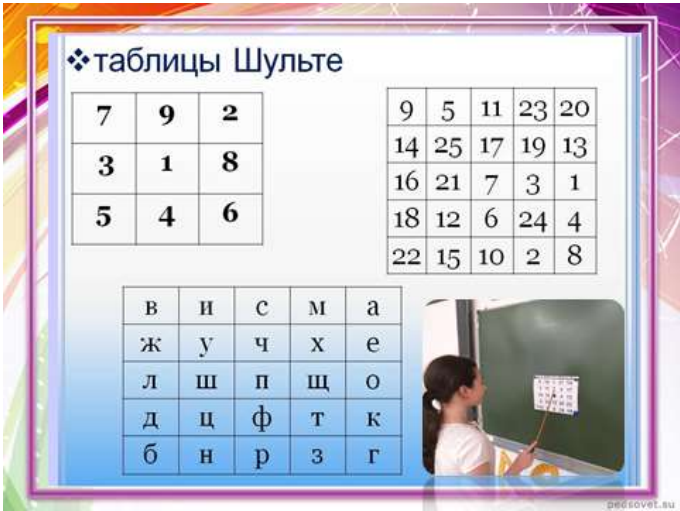 ❖таблицы Шульте
7 9 2
3 1 8
5 4 6
9 5 11 23 20
14 25 17 19 13
16 21 7 3 1
18 12 6 24 4
22 15 10 2 8
в и с м а
ж у ч х е
л ш п щ о
д ц ф т к
б н р з г
pedsovet.su